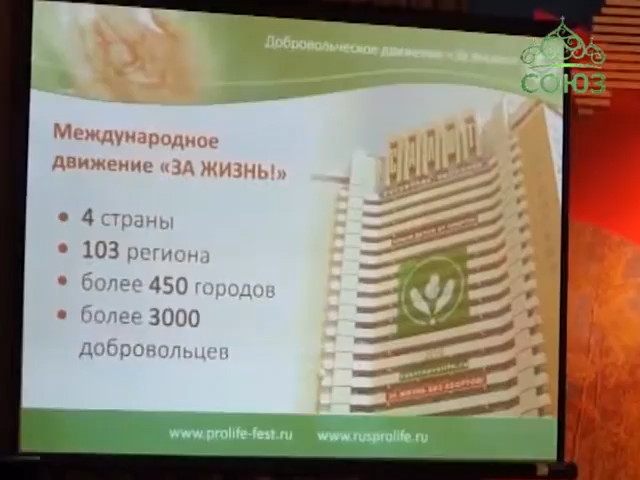 Добровольческое движение «За
СОЮЗ
Международное
движение «ЗА ЖИЗНЬ!»
• 4 страны
• 103 региона
• более 450 городов
• более 3000
добровольцев
www.prolife-fest.ru www.rusprolife.ru